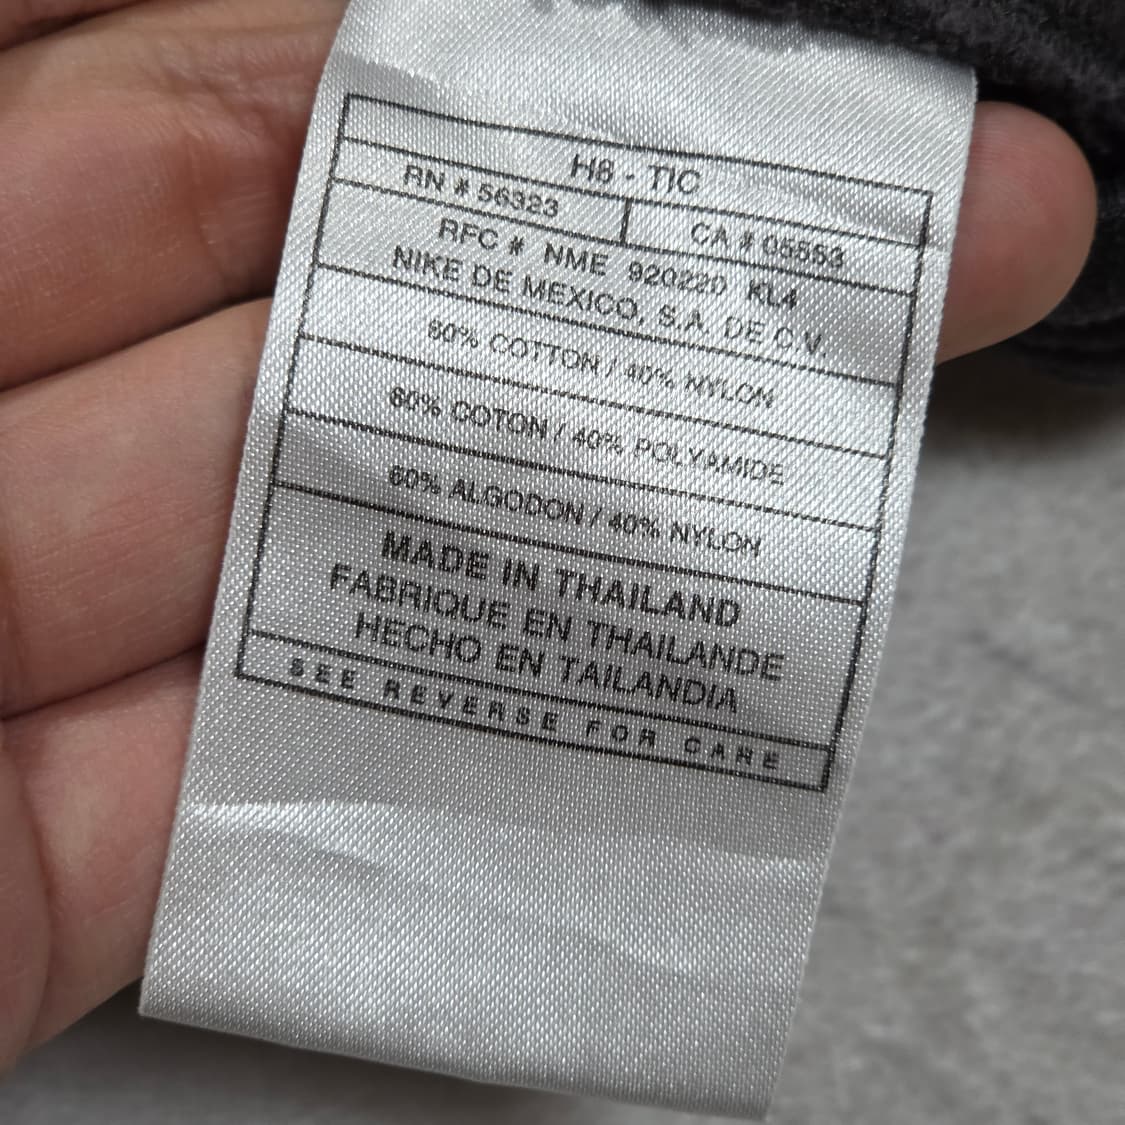 H8 - TIC
RN # 56323 CA # 05553
RFC # NME 920220 KL4
NIKE DE MEXICO, S.A. DE C.V.
60% COTTON / 40% NYLON
60% COTON / 40% POLYAMIDE
60% ALGODON / 40% NYLON
MADE IN THAILAND
FABRIQUE EN THAILANDE
HECHO EN TAILANDIA
SEE REVERSE FOR CARE